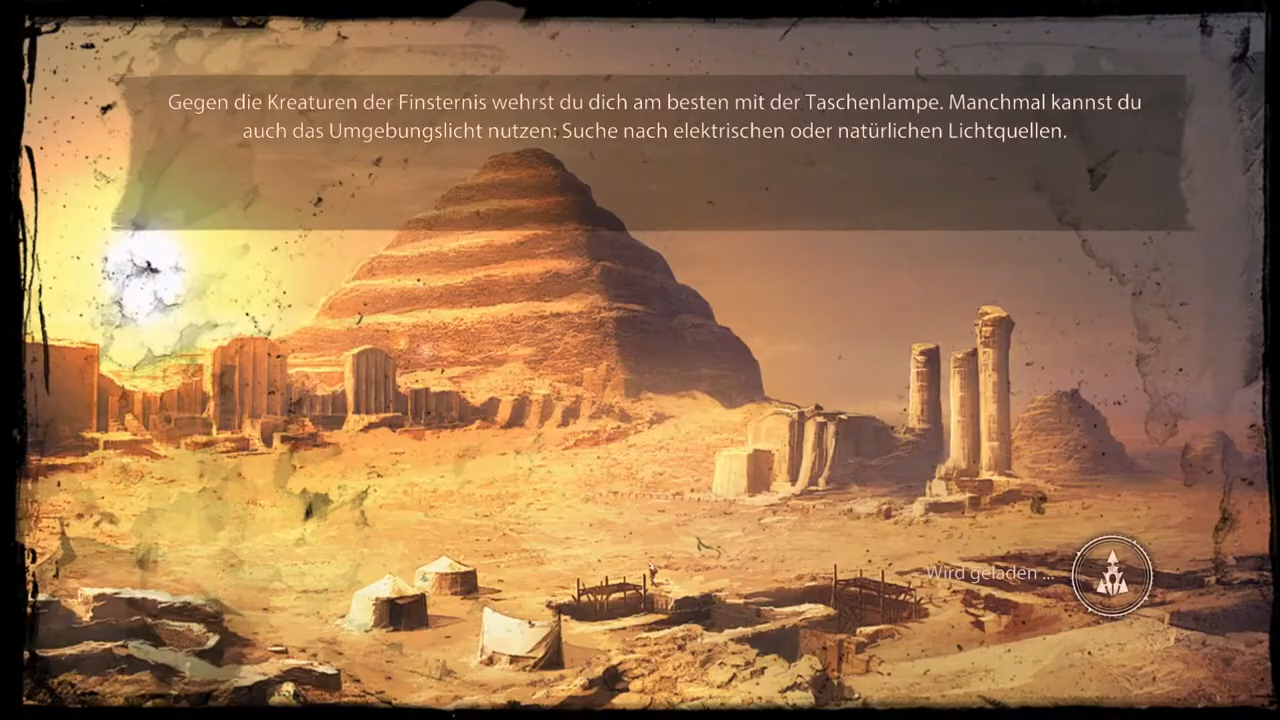 Gegen die Kreaturen der Finsternis wehrst du dich am besten mit der Taschenlampe. Manchmal kannst du
auch das Umgebungslicht nutzen: Suche nach elektrischen oder natürlichen Lichtquellen.
Wird geladen ...